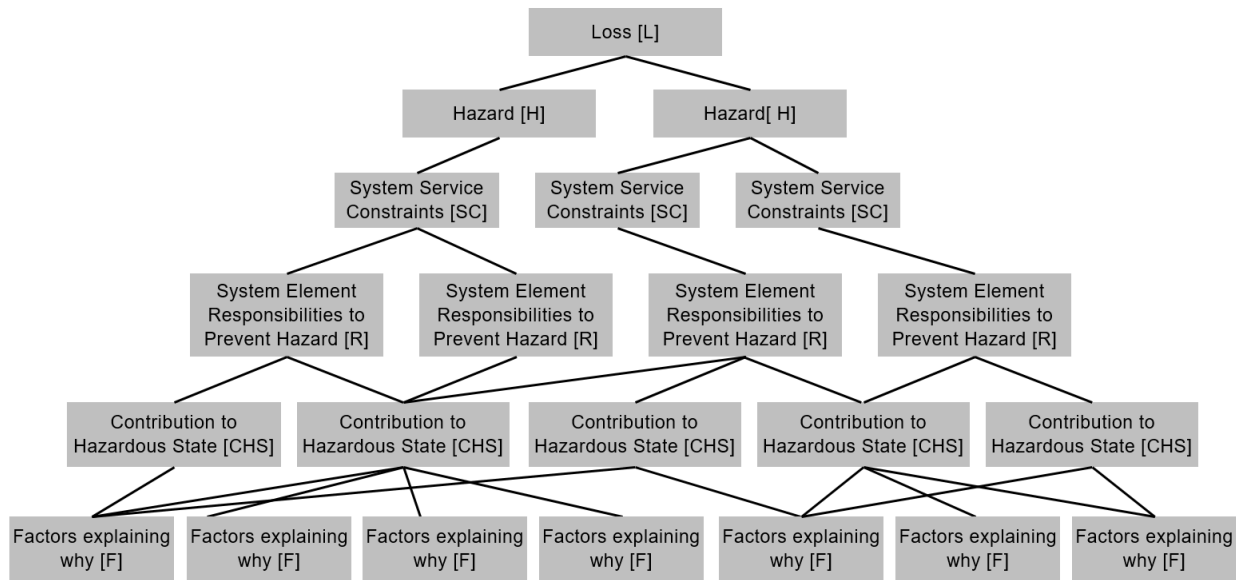 Loss [L]
Hazard [H]
Hazard[ H]
System Service
Constraints [SC]
System Service
Constraints [SC]
System Service
Constraints [SC]
System Element
Responsibilities to
Prevent Hazard [R]
System Element
Responsibilities to
Prevent Hazard [R]
System Element
Responsibilities to
Prevent Hazard [R]
System Element
Responsibilities to
Prevent Hazard [R]
Contribution to
Hazardous State [CHS]
Contribution to
Hazardous State [CHS]
Contribution to
Hazardous State [CHS]
Contribution to
Hazardous State [CHS]
Contribution to
Hazardous State [CHS]
Factors explaining
why [F]
Factors explaining
why [F]
Factors explaining
why [F]
Factors explaining
why [F]
Factors explaining
why [F]
Factors explaining
why [F]
Factors explaining
why [F]